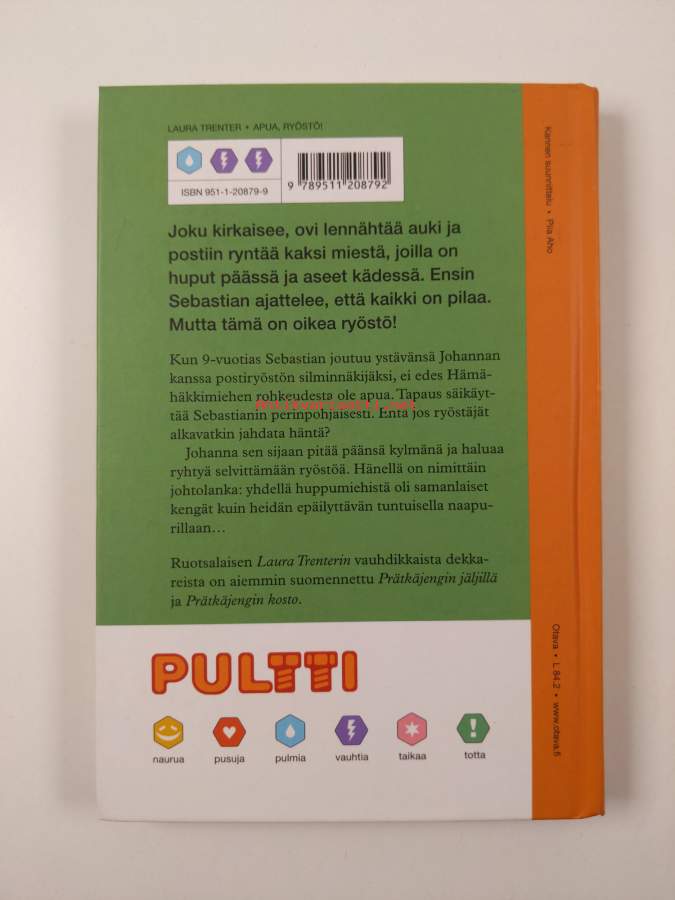 LAURA TRENTER • APUA, RYÖSTÖ!
ISBN 951-1-20879-9
9 789511 208792
Joku kirkaisee, ovi lennähtää auki ja
postiin ryntää kaksi miestä, joilla on
huput päässä ja aseet kädessä. Ensin
Sebastian ajattelee, että kaikki on pilaa.
Mutta tämä on oikea ryöstö!
Kun 9-vuotias Sebastian joutuu ystävänsä Johannan
kanssa postiryöstön silminnäkijäksi, ei edes Hämä-
häkkimiehen rohkeudesta ole apua. Tapaus säikäyt-
tää Sebastianin perinpohjaisesti. Entä jos ryöstäjät
alkavatkin jahdata häntä?
Johanna sen sijaan pitää päänsä kylmänä ja haluaa
ryhtyä selvittämään ryöstöä. Hänellä on nimittäin
johtolanka: yhdellä huppumiehistä oli samanlaiset
kengät kuin heidän epäilyttävän tuntuisella naapu-
rillaan...
Ruotsalaisen Laura Trenterin vauhdikkaista dekka-
reista on aiemmin suomennettu Prätkäjengin jäljillä
ja Prätkäjengin kosto.
PULTTI
naurua
pusuja
pulmia
vauhtia
taikaa
totta
Kannen suunnittelu • Piia Aho
Otava • L 84.2 • www.otava.fi